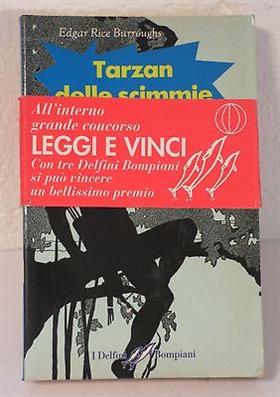 Edgar Rice Burroughs
Tarzan
delle scimmie
All'interno
grande concorso
LEGGI E VINCI
Con tre Delfini Bompiani
si può vincere
un bellissimo premio
I Delfini Bompiani